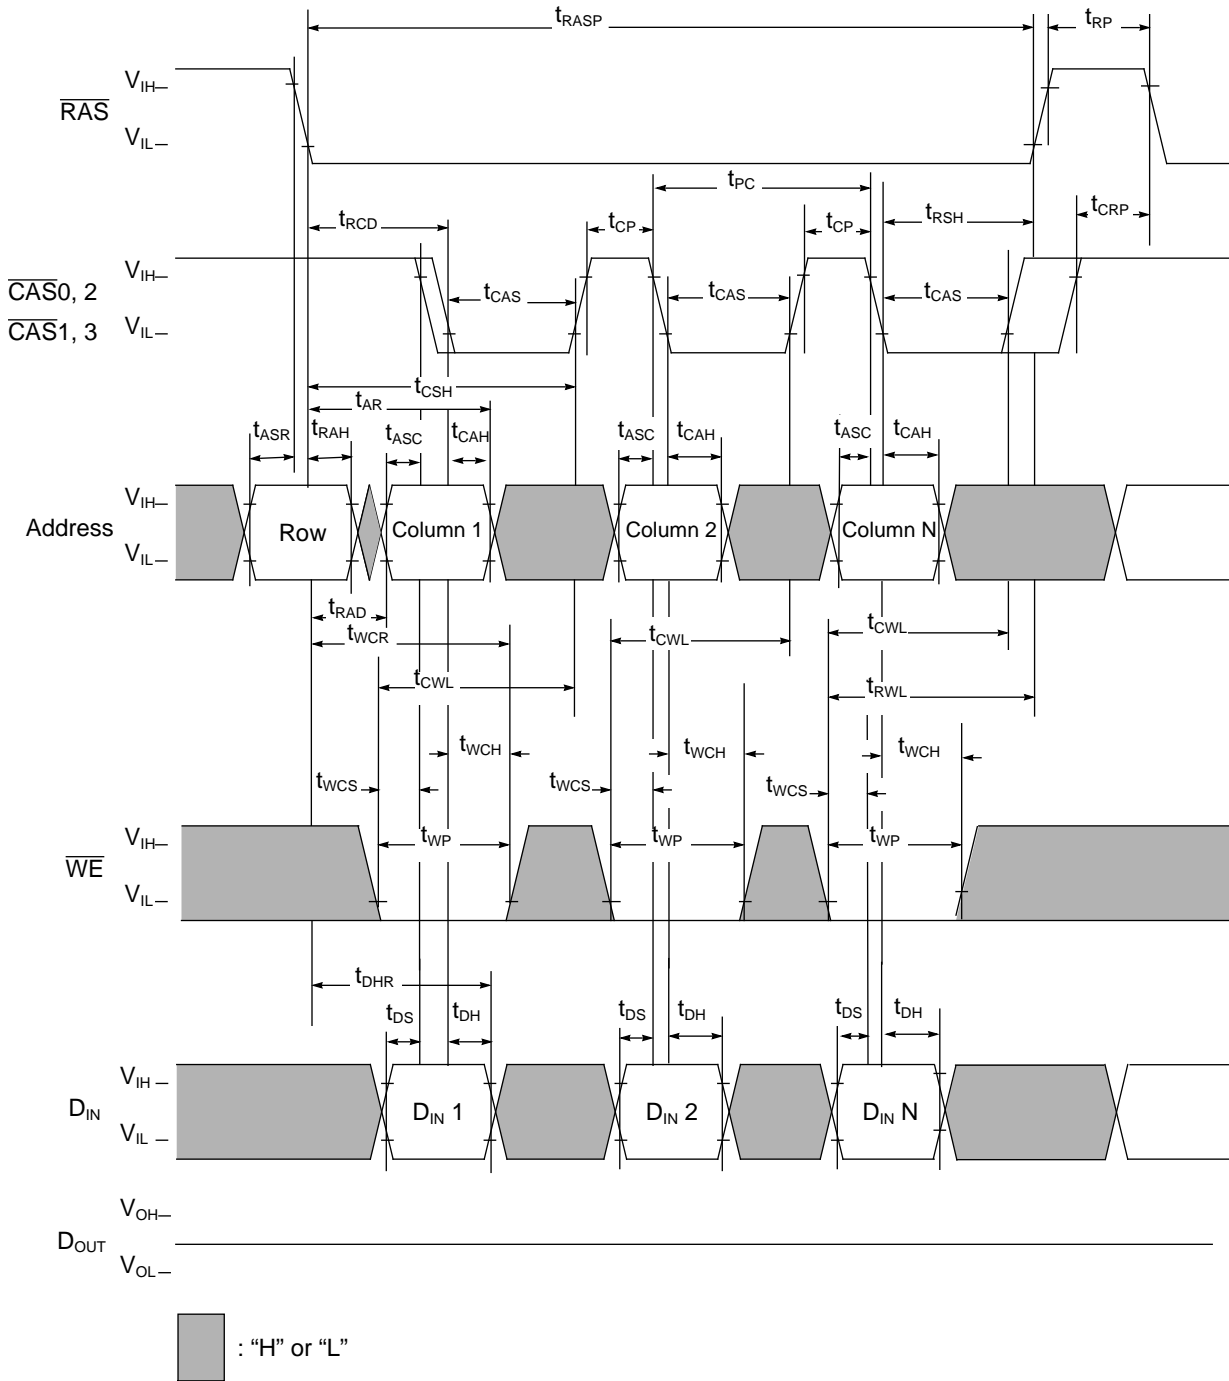 tRASP
tRP
VIH
RAS
VIL
tPC
tRCD
tCP
tCP
tRSH
tCRP
VIH
CAS0, 2
tCAS
tCAS
tCAS
CAS1, 3
VIL
tCSH
tAR
tASR
tRAH
tASC
tCAH
tASC
tCAH
tASC
tCAH
VIH
Address
Row
Column 1
Column 2
Column N
VIL
tRAD
tWCR
tCWL
tCWL
tCWL
tRWL
tWCH
tWCH
tWCH
tWCS
tWCS
tWCS
VIH
tWP
tWP
tWP
WE
VIL
tDHR
tDS
tDH
tDS
tDH
tDS
tDH
VIH
DIN
DIN 1
DIN 2
DIN N
VIL
VOH
DOUT
VOL
: “H” or “L”